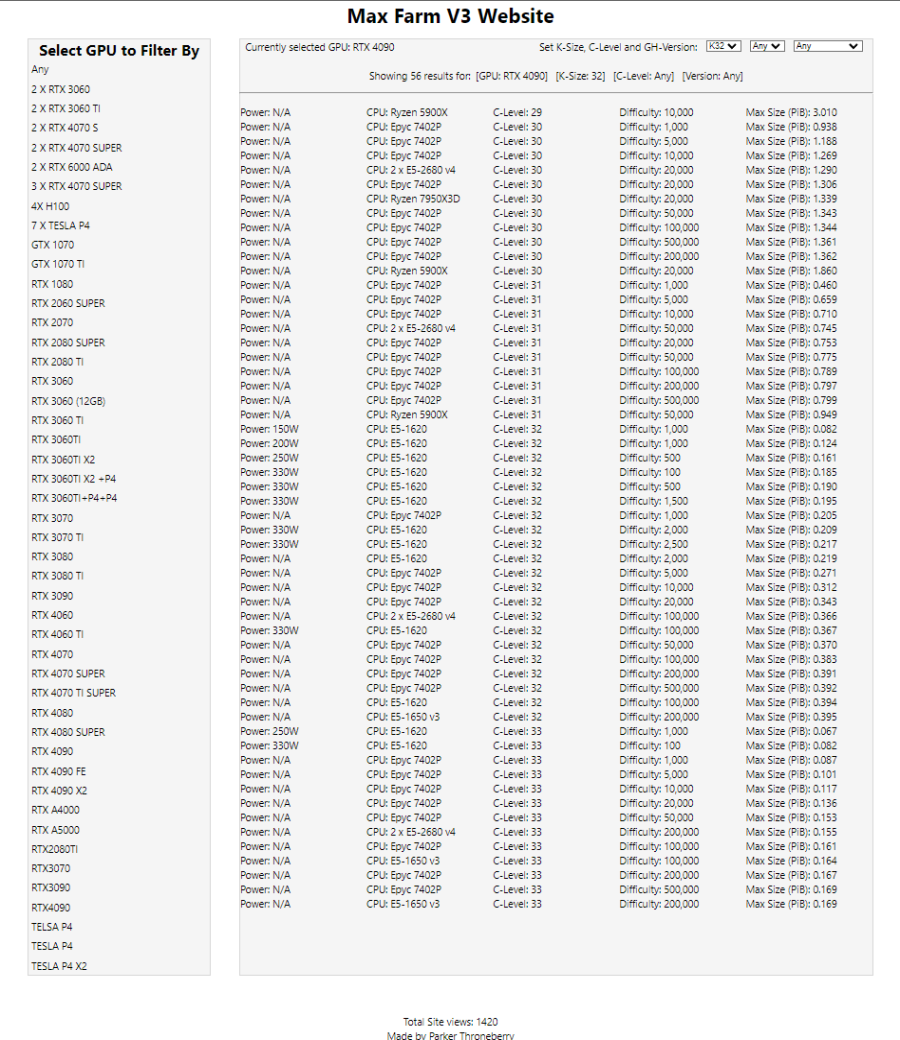 Max Farm V3 Website
Select GPU to Filter By
Any
2 X RTX 3060
2 X RTX 3060 TI
2 X RTX 4070 S
2 X RTX 4070 SUPER
2 X RTX 6000 ADA
3 X RTX 4070 SUPER
4X H100
7 X TESLA P4
GTX 1070
GTX 1070 TI
RTX 1080
RTX 2060 SUPER
RTX 2070
RTX 2080 SUPER
RTX 2080 TI
RTX 3060
RTX 3060 (12GB)
RTX 3060 TI
RTX 3060TI
RTX 3060TI X2
RTX 3060TI X2 +P4
RTX 3060TI+P4+P4
RTX 3070
RTX 3070 TI
RTX 3080
RTX 3080 TI
RTX 3090
RTX 4060
RTX 4060 TI
RTX 4070
RTX 4070 SUPER
RTX 4070 TI SUPER
RTX 4080
RTX 4080 SUPER
RTX 4090
RTX 4090 FE
RTX 4090 X2
RTX A4000
RTX A5000
RTX2080TI
RTX3070
RTX3090
RTX4090
TELSA P4
TESLA P4
TESLA P4 X2
Currently selected GPU: RTX 4090 Set K-Size, C-Level and GH-Version: K32 Any Any
Showing 56 results for: [GPU: RTX 4090] [K-Size: 32] [C-Level: Any] [Version: Any]
Power: N/A CPU: Ryzen 5900X C-Level: 29 Difficulty: 10,000 Max Size (PiB): 3.010
Power: N/A CPU: Epyc 7402P C-Level: 30 Difficulty: 1,000 Max Size (PiB): 0.938
Power: N/A CPU: Epyc 7402P C-Level: 30 Difficulty: 5,000 Max Size (PiB): 1.188
Power: N/A CPU: Epyc 7402P C-Level: 30 Difficulty: 10,000 Max Size (PiB): 1.269
Power: N/A CPU: 2 x E5-2680 v4 C-Level: 30 Difficulty: 20,000 Max Size (PiB): 1.290
Power: N/A CPU: Epyc 7402P C-Level: 30 Difficulty: 20,000 Max Size (PiB): 1.306
Power: N/A CPU: Ryzen 7950X3D C-Level: 30 Difficulty: 20,000 Max Size (PiB): 1.339
Power: N/A CPU: Epyc 7402P C-Level: 30 Difficulty: 50,000 Max Size (PiB): 1.343
Power: N/A CPU: Epyc 7402P C-Level: 30 Difficulty: 100,000 Max Size (PiB): 1.344
Power: N/A CPU: Epyc 7402P C-Level: 30 Difficulty: 500,000 Max Size (PiB): 1.361
Power: N/A CPU: Epyc 7402P C-Level: 30 Difficulty: 200,000 Max Size (PiB): 1.362
Power: N/A CPU: Ryzen 5900X C-Level: 30 Difficulty: 20,000 Max Size (PiB): 1.860
Power: N/A CPU: Epyc 7402P C-Level: 31 Difficulty: 1,000 Max Size (PiB): 0.460
Power: N/A CPU: Epyc 7402P C-Level: 31 Difficulty: 5,000 Max Size (PiB): 0.659
Power: N/A CPU: Epyc 7402P C-Level: 31 Difficulty: 10,000 Max Size (PiB): 0.710
Power: N/A CPU: 2 x E5-2680 v4 C-Level: 31 Difficulty: 50,000 Max Size (PiB): 0.745
Power: N/A CPU: Epyc 7402P C-Level: 31 Difficulty: 20,000 Max Size (PiB): 0.753
Power: N/A CPU: Epyc 7402P C-Level: 31 Difficulty: 50,000 Max Size (PiB): 0.775
Power: N/A CPU: Epyc 7402P C-Level: 31 Difficulty: 100,000 Max Size (PiB): 0.789
Power: N/A CPU: Epyc 7402P C-Level: 31 Difficulty: 200,000 Max Size (PiB): 0.797
Power: N/A CPU: Epyc 7402P C-Level: 31 Difficulty: 500,000 Max Size (PiB): 0.799
Power: N/A CPU: Ryzen 5900X C-Level: 31 Difficulty: 50,000 Max Size (PiB): 0.949
Power: 150W CPU: E5-1620 C-Level: 32 Difficulty: 1,000 Max Size (PiB): 0.082
Power: 200W CPU: E5-1620 C-Level: 32 Difficulty: 1,000 Max Size (PiB): 0.124
Power: 250W CPU: E5-1620 C-Level: 32 Difficulty: 500 Max Size (PiB): 0.161
Power: 330W CPU: E5-1620 C-Level: 32 Difficulty: 100 Max Size (PiB): 0.185
Power: 330W CPU: E5-1620 C-Level: 32 Difficulty: 500 Max Size (PiB): 0.190
Power: 330W CPU: E5-1620 C-Level: 32 Difficulty: 1,500 Max Size (PiB): 0.195
Power: N/A CPU: Epyc 7402P C-Level: 32 Difficulty: 1,000 Max Size (PiB): 0.205
Power: 330W CPU: E5-1620 C-Level: 32 Difficulty: 2,000 Max Size (PiB): 0.209
Power: 330W CPU: E5-1620 C-Level: 32 Difficulty: 2,500 Max Size (PiB): 0.217
Power: N/A CPU: E5-1620 C-Level: 32 Difficulty: 2,000 Max Size (PiB): 0.219
Power: N/A CPU: Epyc 7402P C-Level: 32 Difficulty: 5,000 Max Size (PiB): 0.271
Power: N/A CPU: Epyc 7402P C-Level: 32 Difficulty: 10,000 Max Size (PiB): 0.312
Power: N/A CPU: Epyc 7402P C-Level: 32 Difficulty: 20,000 Max Size (PiB): 0.343
Power: N/A CPU: 2 x E5-2680 v4 C-Level: 32 Difficulty: 100,000 Max Size (PiB): 0.366
Power: 330W CPU: E5-1620 C-Level: 32 Difficulty: 100,000 Max Size (PiB): 0.367
Power: N/A CPU: Epyc 7402P C-Level: 32 Difficulty: 50,000 Max Size (PiB): 0.370
Power: N/A CPU: Epyc 7402P C-Level: 32 Difficulty: 100,000 Max Size (PiB): 0.383
Power: N/A CPU: Epyc 7402P C-Level: 32 Difficulty: 200,000 Max Size (PiB): 0.391
Power: N/A CPU: Epyc 7402P C-Level: 32 Difficulty: 500,000 Max Size (PiB): 0.392
Power: N/A CPU: E5-1620 C-Level: 32 Difficulty: 100,000 Max Size (PiB): 0.394
Power: N/A CPU: E5-1650 v3 C-Level: 32 Difficulty: 200,000 Max Size (PiB): 0.395
Power: 250W CPU: E5-1620 C-Level: 33 Difficulty: 1,000 Max Size (PiB): 0.067
Power: 330W CPU: E5-1620 C-Level: 33 Difficulty: 100 Max Size (PiB): 0.082
Power: N/A CPU: Epyc 7402P C-Level: 33 Difficulty: 1,000 Max Size (PiB): 0.087
Power: N/A CPU: Epyc 7402P C-Level: 33 Difficulty: 5,000 Max Size (PiB): 0.101
Power: N/A CPU: Epyc 7402P C-Level: 33 Difficulty: 10,000 Max Size (PiB): 0.117
Power: N/A CPU: Epyc 7402P C-Level: 33 Difficulty: 20,000 Max Size (PiB): 0.136
Power: N/A CPU: Epyc 7402P C-Level: 33 Difficulty: 50,000 Max Size (PiB): 0.153
Power: N/A CPU: 2 x E5-2680 v4 C-Level: 33 Difficulty: 200,000 Max Size (PiB): 0.155
Power: N/A CPU: Epyc 7402P C-Level: 33 Difficulty: 100,000 Max Size (PiB): 0.161
Power: N/A CPU: E5-1650 v3 C-Level: 33 Difficulty: 100,000 Max Size (PiB): 0.164
Power: N/A CPU: Epyc 7402P C-Level: 33 Difficulty: 200,000 Max Size (PiB): 0.167
Power: N/A CPU: Epyc 7402P C-Level: 33 Difficulty: 500,000 Max Size (PiB): 0.169
Power: N/A CPU: E5-1650 v3 C-Level: 33 Difficulty: 200,000 Max Size (PiB): 0.169
Total Site views: 1420
Made by Parker Throneberry